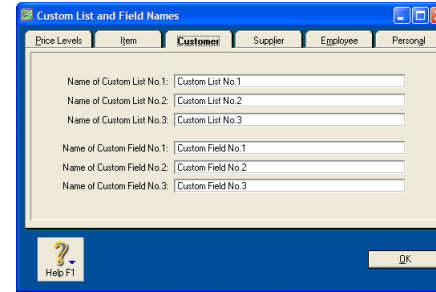 Custom List and Field Names
Price Levels Item Customer Supplier Employee Personal
Name of Custom List No.1: Custom List No.1
Name of Custom List No.2: Custom List No.2
Name of Custom List No.3: Custom List No.3
Name of Custom Field No.1: Custom Field No.1
Name of Custom Field No.2: Custom Field No.2
Name of Custom Field No.3: Custom Field No.3
Help F1
OK